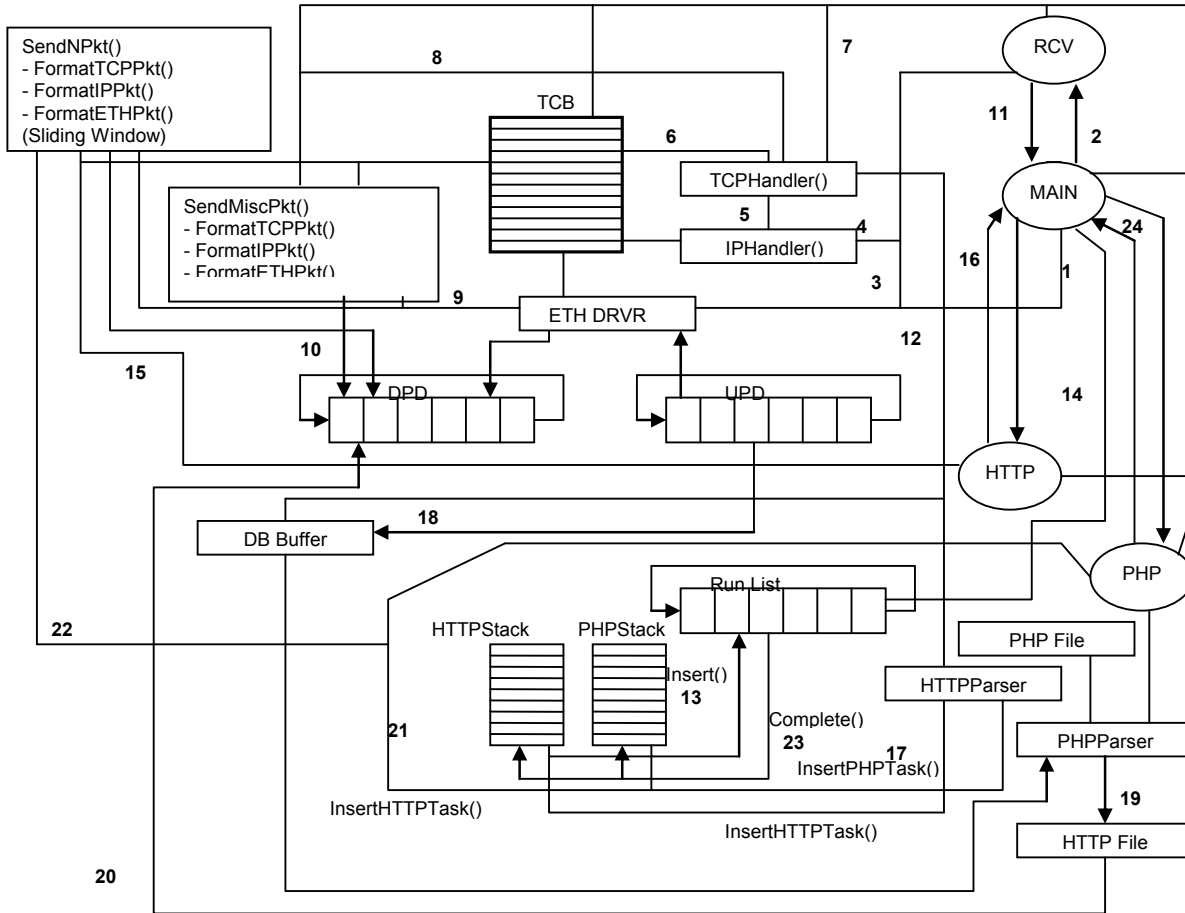 SendNPkt()
- FormatTCPPkt()
- FormatIPPkt()
- FormatETHPkt()
(Sliding Window)
8
7
RCV
TCB
11
2
6
TCPHandler()
MAIN
SendMiscPkt()
- FormatTCPPkt()
- FormatIPPkt()
- FormatETHPkt()
5
4
24
IPHandler()
16
1
3
9
ETH DRVR
12
10
15
DPD
UPD
14
HTTP
18
DB Buffer
PHP
Run List
22
HTTPStack
PHPStack
PHP File
Insert()
13
HTTPParser
21
Complete()
23
17
PHPParser
InsertPHPTask()
InsertHTTPTask()
19
InsertHTTPTask()
HTTP File
20